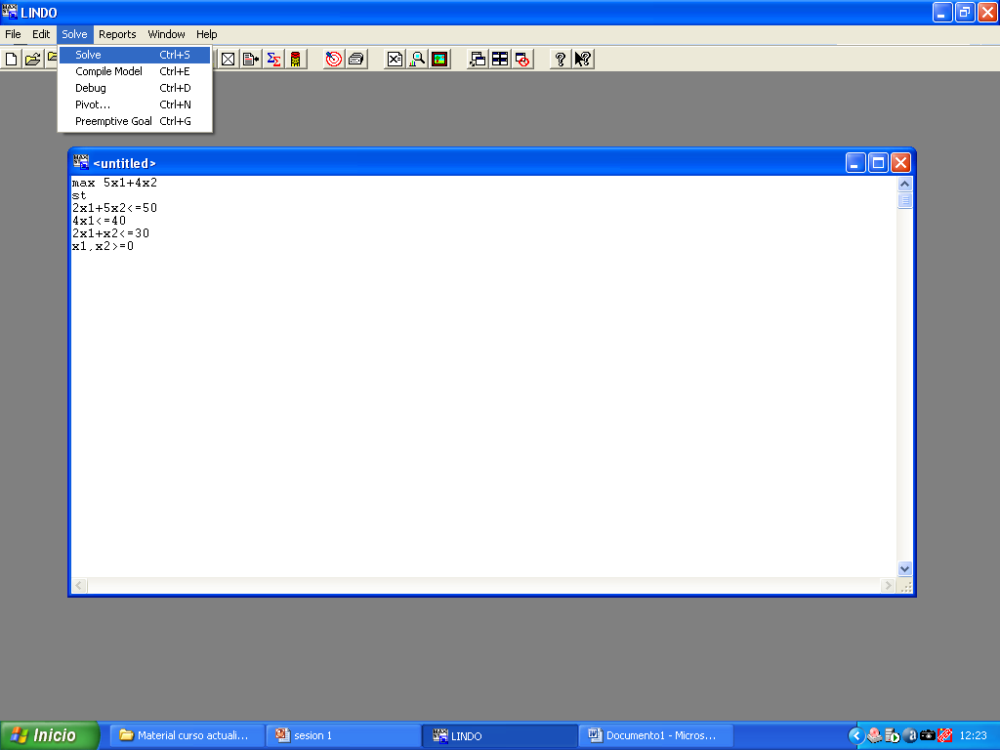 LINDO
File Edit Solve Reports Window Help
Solve Ctrl+S
Compile Model Ctrl+E
Debug Ctrl+D
Pivot... Ctrl+N
Preemptive Goal Ctrl+G
<untitled>
max 5x1+4x2
st
2x1+5x2<=50
4x1<=40
2x1+x2<=30
x1,x2>=0
Inicio Material curso actuali... sesion 1 LINDO Documento1 - Micros... 12:23